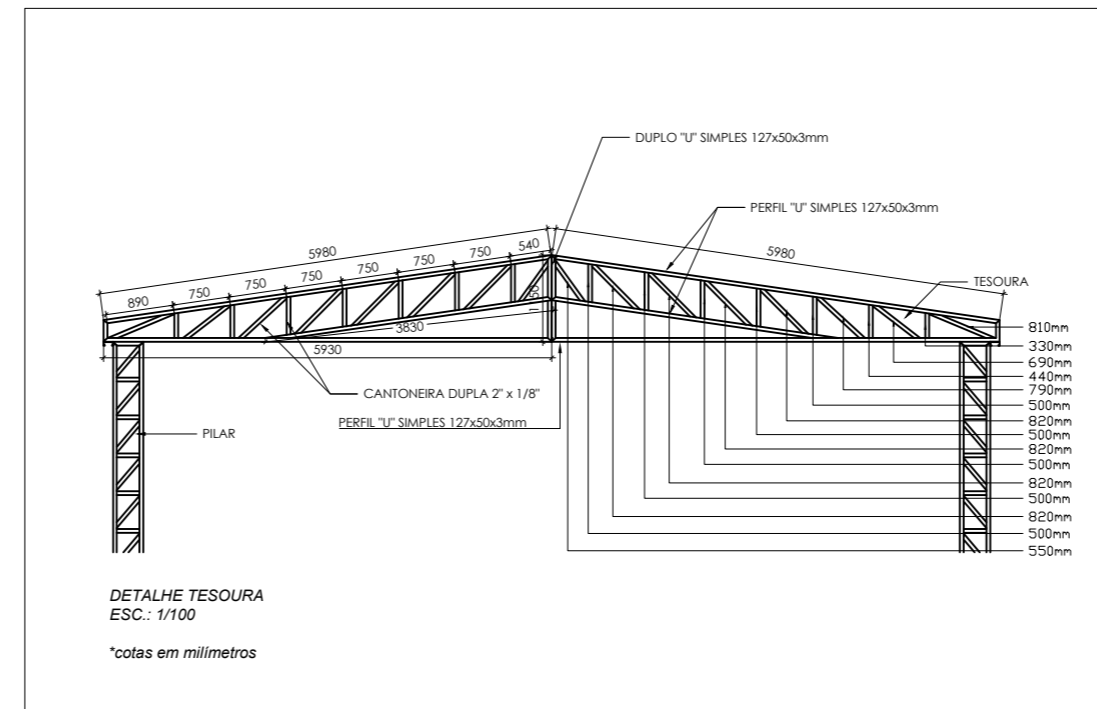 DUPLO "U" SIMPLES 127x50x3mm
PERFIL "U" SIMPLES 127x50x3mm
5980
5980
540
750
750
750
750
750
750
890
TESOURA
3830
5930
810mm
330mm
690mm
440mm
790mm
500mm
820mm
500mm
820mm
500mm
820mm
500mm
820mm
500mm
550mm
CANTONEIRA DUPLA 2" x 1/8"
PERFIL "U" SIMPLES 127x50x3mm
PILAR
DETALHE TESOURA
ESC.: 1/100
*cotas em milímetros